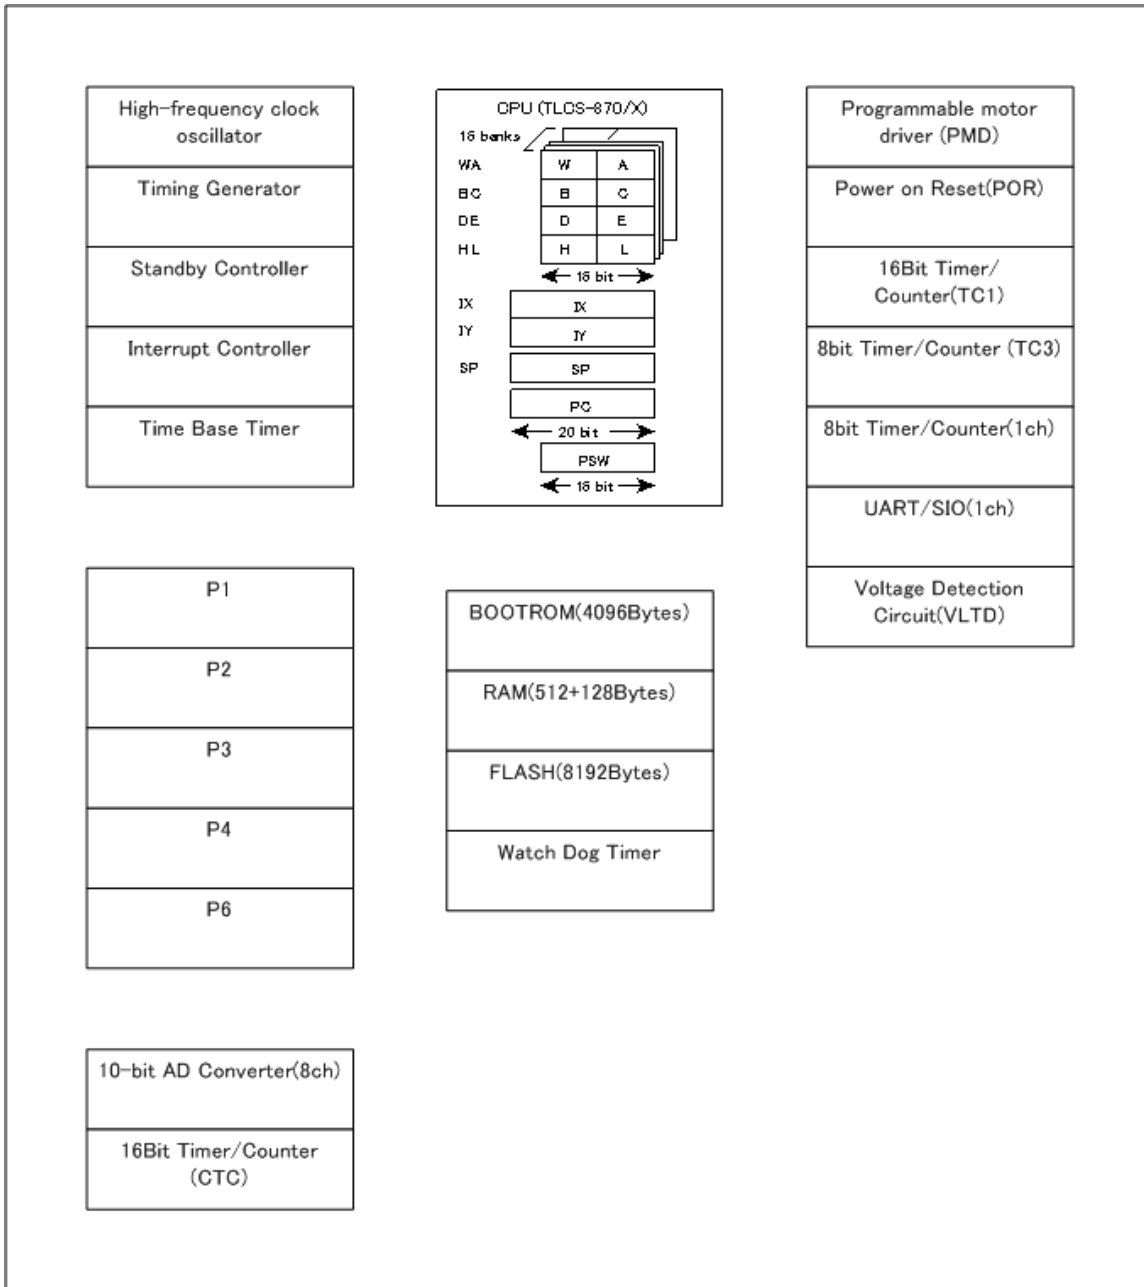 High-frequency clock
oscillator
Timing Generator
Standby Controller
Interrupt Controller
Time Base Timer
P1
P2
P3
P4
P6
10-bit AD Converter(8ch)
16Bit Timer/Counter
(CTC)
CPU (TLCS-870/X)
16 banks
WA W A
BC B C
DE D E
HL H L
16 bit
IX IX
IY IY
SP SP
PC
20 bit
PSW
16 bit
BOOTROM(4096Bytes)
RAM(512+128Bytes)
FLASH(8192Bytes)
Watch Dog Timer
Programmable motor
driver (PMD)
Power on Reset(POR)
16Bit Timer/
Counter(TC1)
8bit Timer/Counter (TC3)
8bit Timer/Counter(1ch)
UART/SIO(1ch)
Voltage Detection
Circuit(VLTD)